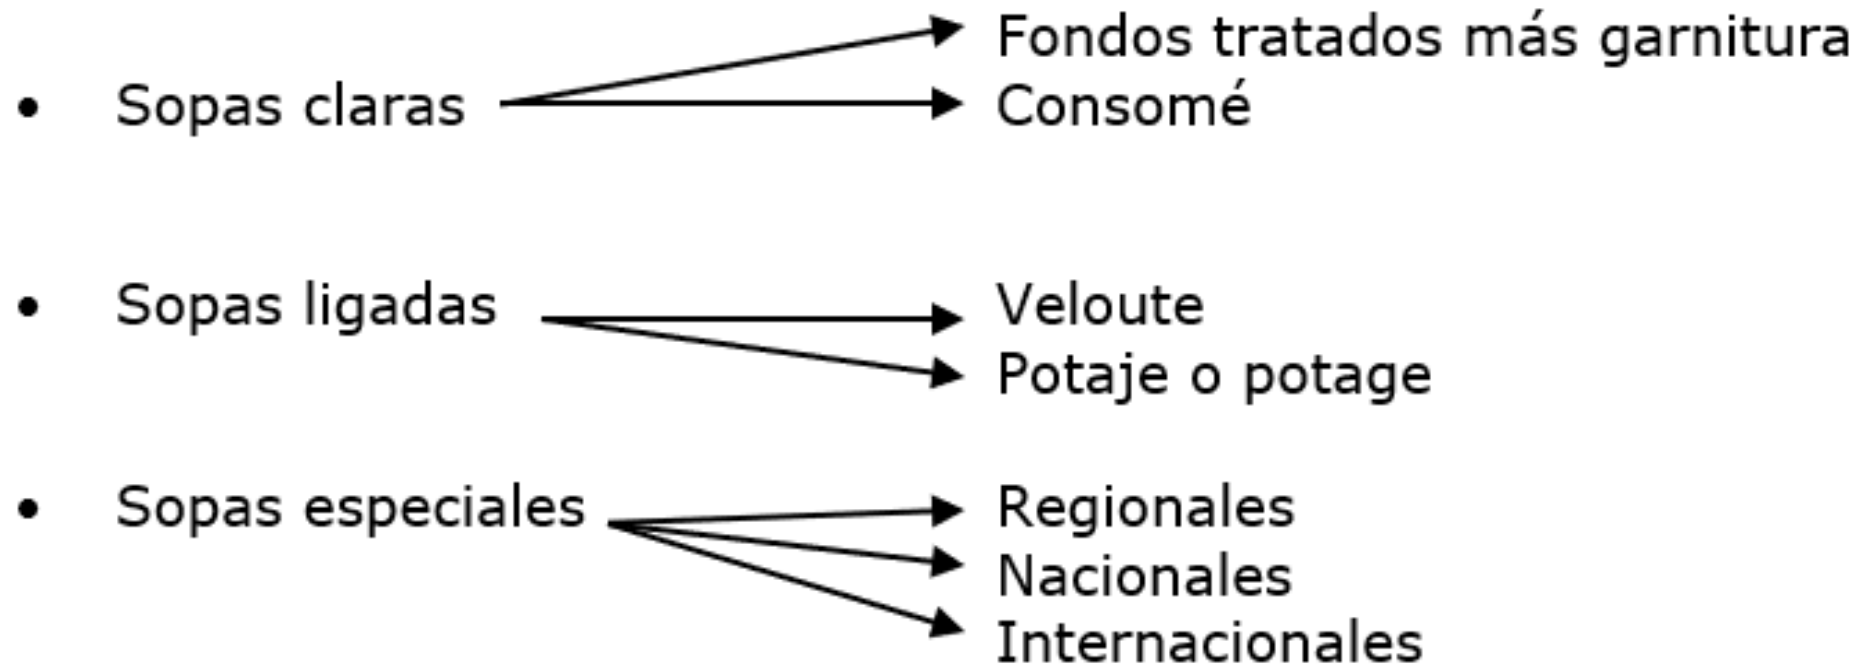 Fondos tratados más garnitura
• Sopas claras
Consomé
• Sopas ligadas
Veloute
Potaje o potage
• Sopas especiales
Regionales
Nacionales
Internacionales